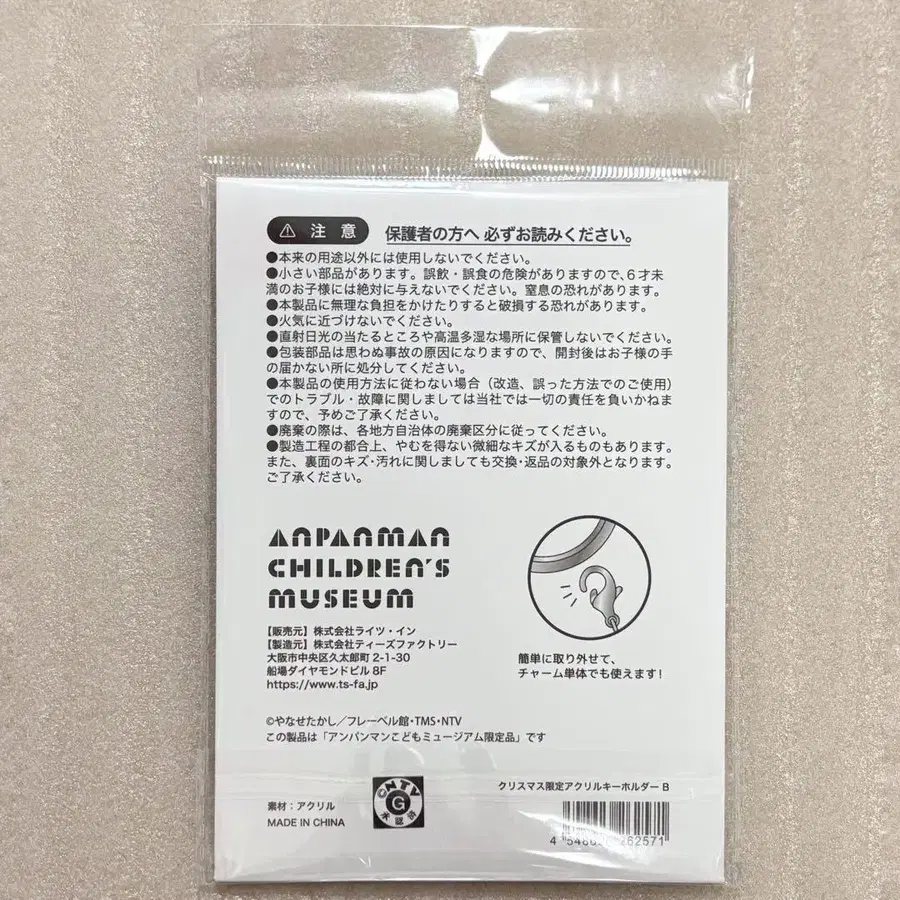 ⚠ 注意 保護者の方へ 必ずお読みください。
●本来の用途以外には使用しないでください。
●小さい部品があります。誤飲・誤食の危険がありますので、6才未
満のお子様には絶対に与えないでください。窒息の恐れがあります。
●本製品に無理な負担をかけたりすると破損する恐れがあります。
●火気に近づけないでください。
●直射日光の当たるところや高温多湿な場所に保管しないでください。
●包装部品は思わぬ事故の原因になりますので、開封後はお子様の手
の届かない所に処分してください。
●本製品の使用方法に従わない場合（改造、誤った方法でのご使用）
でのトラブル・故障に関しましては当社では一切の責任を負いかねま
すので、予めご了承ください。
●廃棄の際は、各地方自治体の廃棄区分に従ってください。
●製造工程の都合上、やむを得ない微細なキズが入るものもあります。
また、裏面のキズ・汚れに関しましても交換・返品の対象外となります。
ご了承ください。
ANPANMAN
CHILDREN'S
MUSEUM
【販売元】株式会社ライツ・イン
【製造元】株式会社ティーズファクトリー
大阪市中央区久太郎町 2-1-30
船場ダイヤモンドビル 8F
https://www.ts-fa.jp
簡単に取り外せて、
チャーム単体でも使えます!
©やなせたかし／フレーベル館・TMS・NTV
この製品は「アンパンマンこどもミュージアム限定品」です
素材：アクリル
MADE IN CHINA
©NTV
G
承認済
クリスマス限定アクリルキーホルダー B